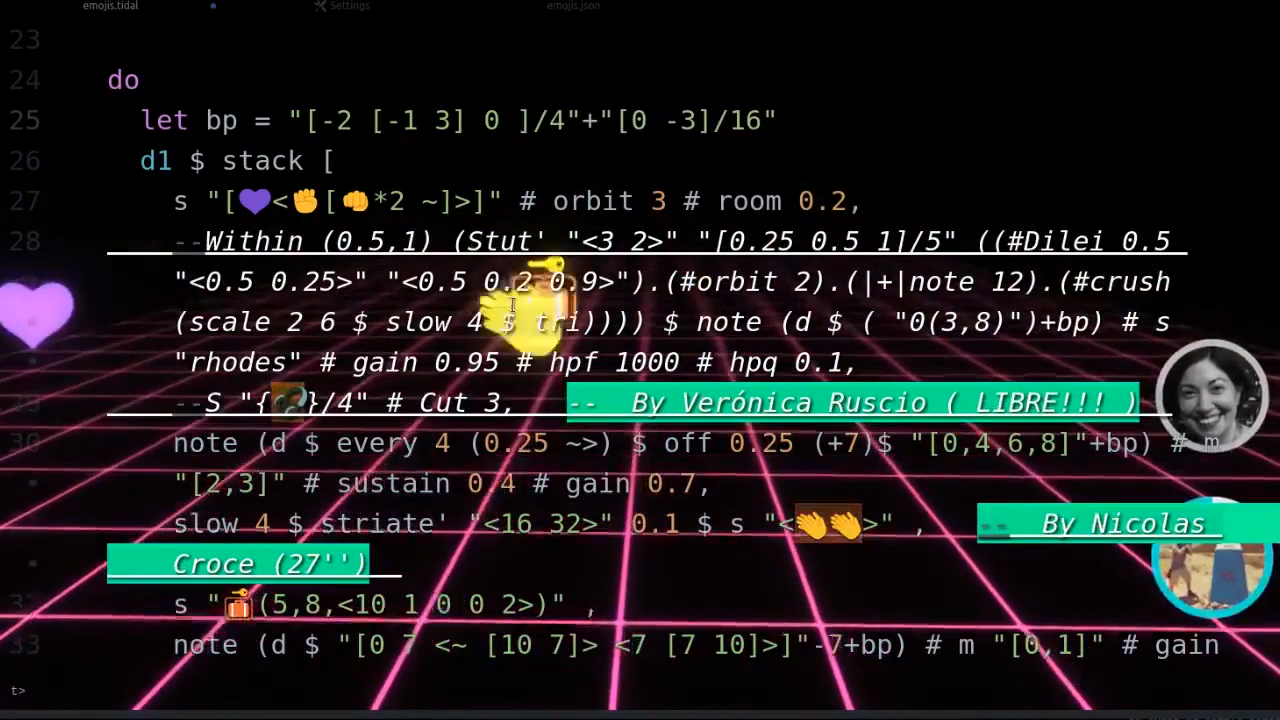 emojis.tidal Settings emojis.json
23
24 do
25 let bp = "[-2 [-1 3] 0 ]/4"+"[0 -3]/16"
26 d1 $ stack [
27 s "[💜<✊[👊*2 ~]>]" # orbit 3 # room 0.2,
28 --Within (0.5,1) (Stut' "<3 2>" "[0.25 0.5 1]/5" ((#Dilei 0.5
"<0.5 0.25>" "<0.5 0.2 0.9>").(#orbit 2).(|+|note 12).(#crush
(scale 2 6 $ slow 4 $ tri)))) $ note (d $ ( "0(3,8)")+bp) # s
"rhodes" # gain 0.95 # hpf 1000 # hpq 0.1,
--S "{}/4" # Cut 3, -- By Verónica Ruscio ( LIBRE!!! )
note (d $ every 4 (0.25 ~>) $ off 0.25 (+7)$ "[0,4,6,8]"+bp) # m
"[2,3]" # sustain 0.4 # gain 0.7,
slow 4 $ striate' "<16 32>" 0.1 $ s "<👏👏>" , -- By Nicolas
Croce (27'')
s "(5,8,<10 1 0 0 2>)" ,
33 note (d $ "[0 7 <~ [10 7]> <7 [7 10]>]"-7+bp) # m "[0,1]" # gain
t>